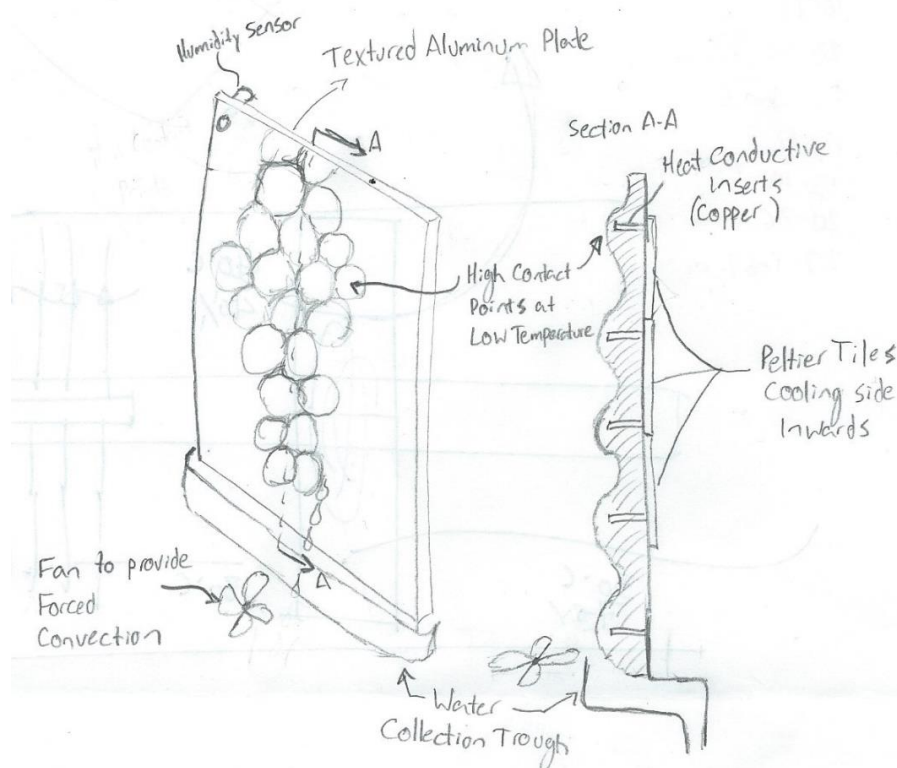 Humidity Sensor
Textured Aluminum Plate
A
Section A-A
Heat Conductive
Inserts
(Copper)
High Contact
Points at
Low Temperature
Peltier Tiles
Cooling side
Inwards
Fan to provide
Forced
Convection
A
Water
Collection Trough